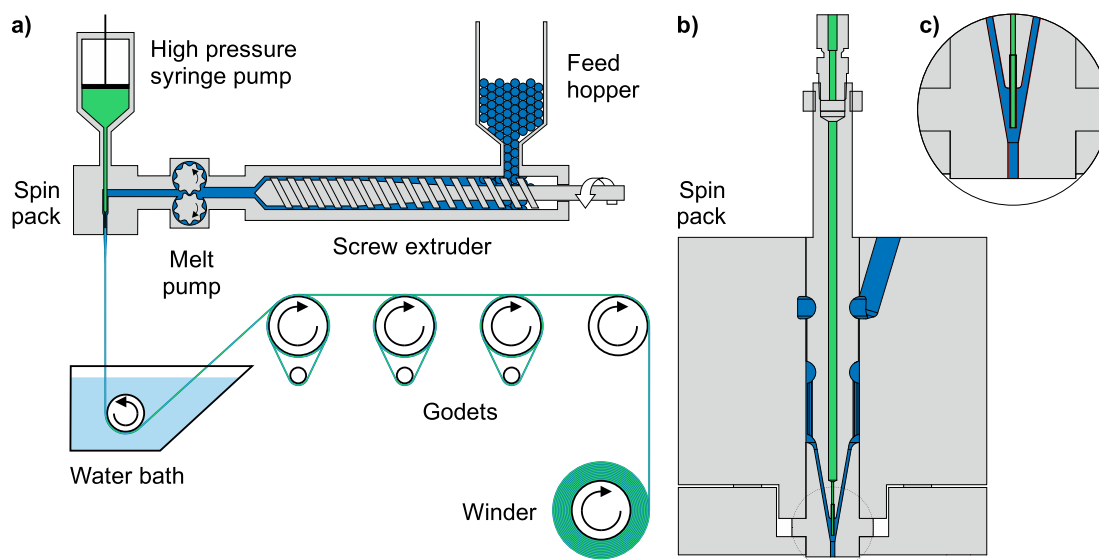 a)
High pressure
syringe pump
Feed
hopper
Spin
pack
Melt
pump
Screw extruder
Godets
Water bath
Winder
b)
c)
Spin
pack